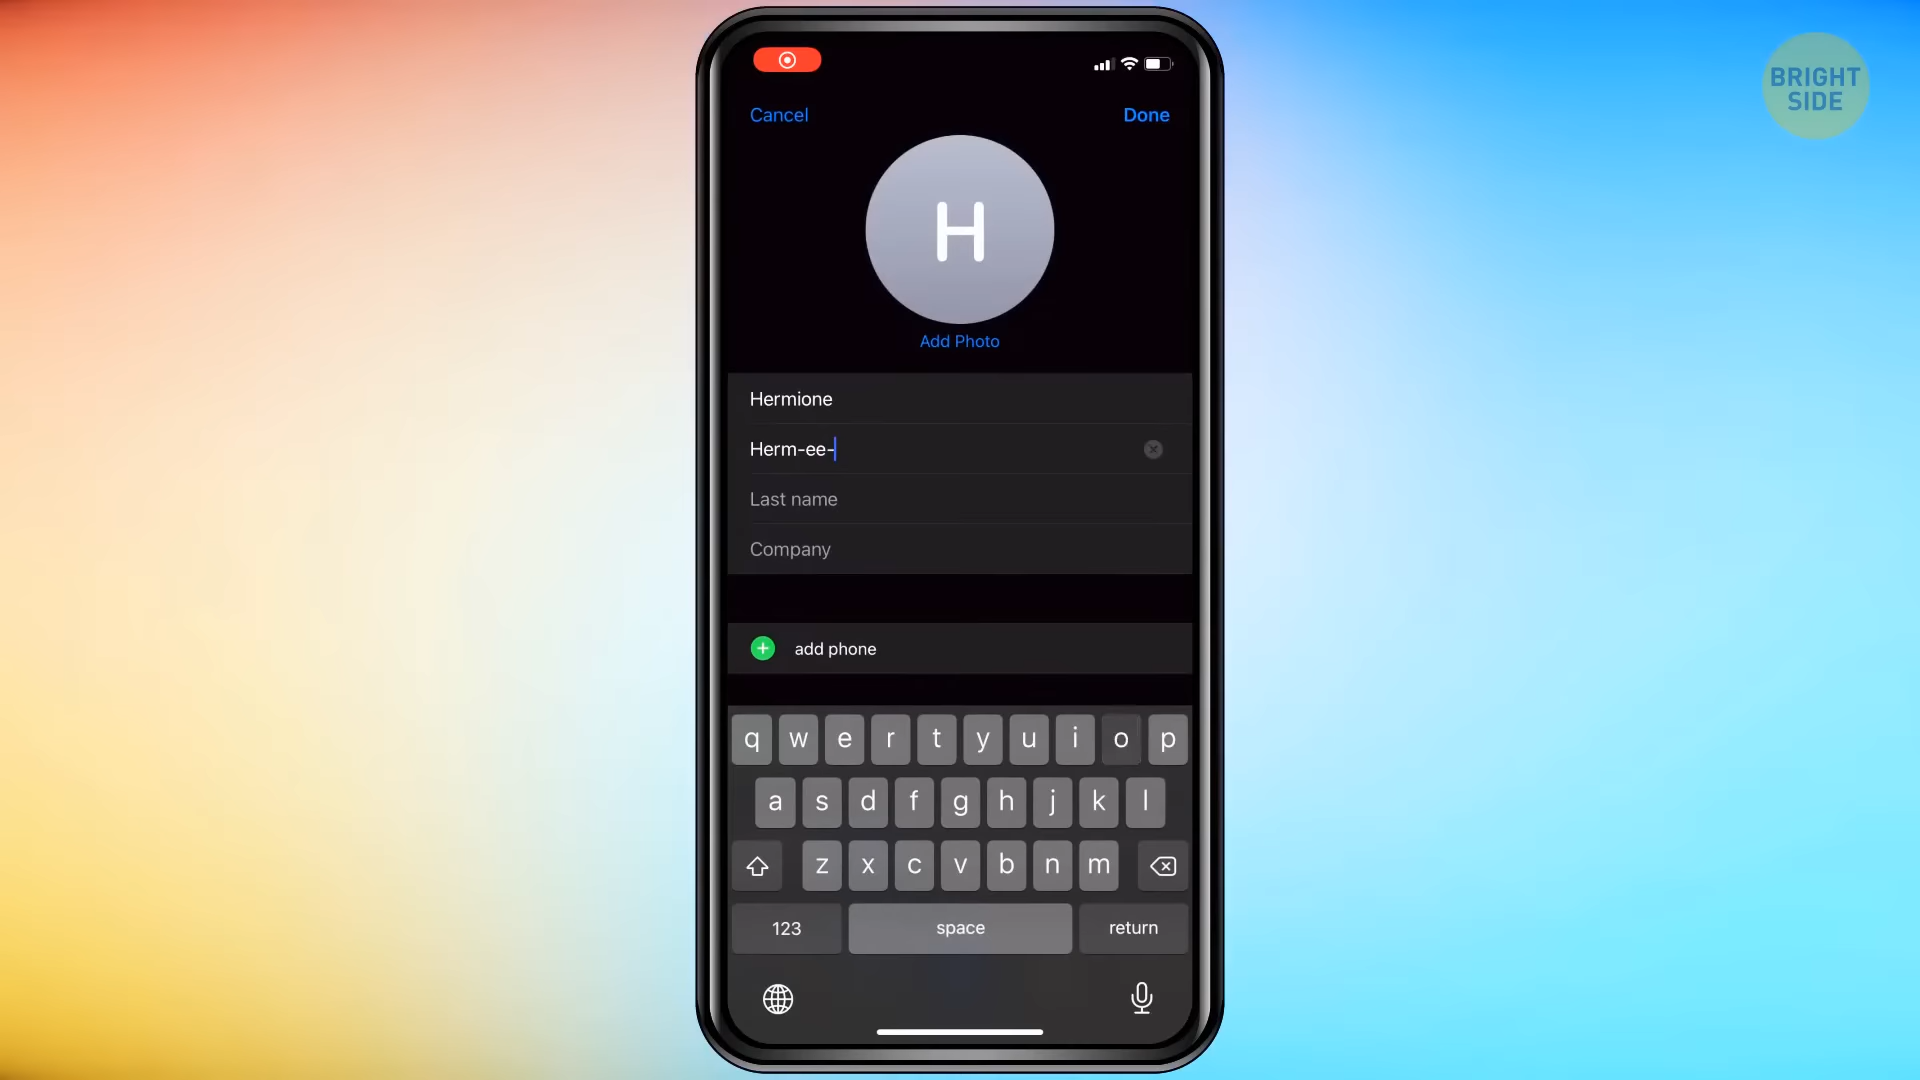 BRIGHT
SIDE
Cancel
Done
H
Add Photo
Hermione
Herm-ee-
Last name
Company
add phone
q w e r t y u i o p
a s d f g h j k l
z x c v b n m
123 space return